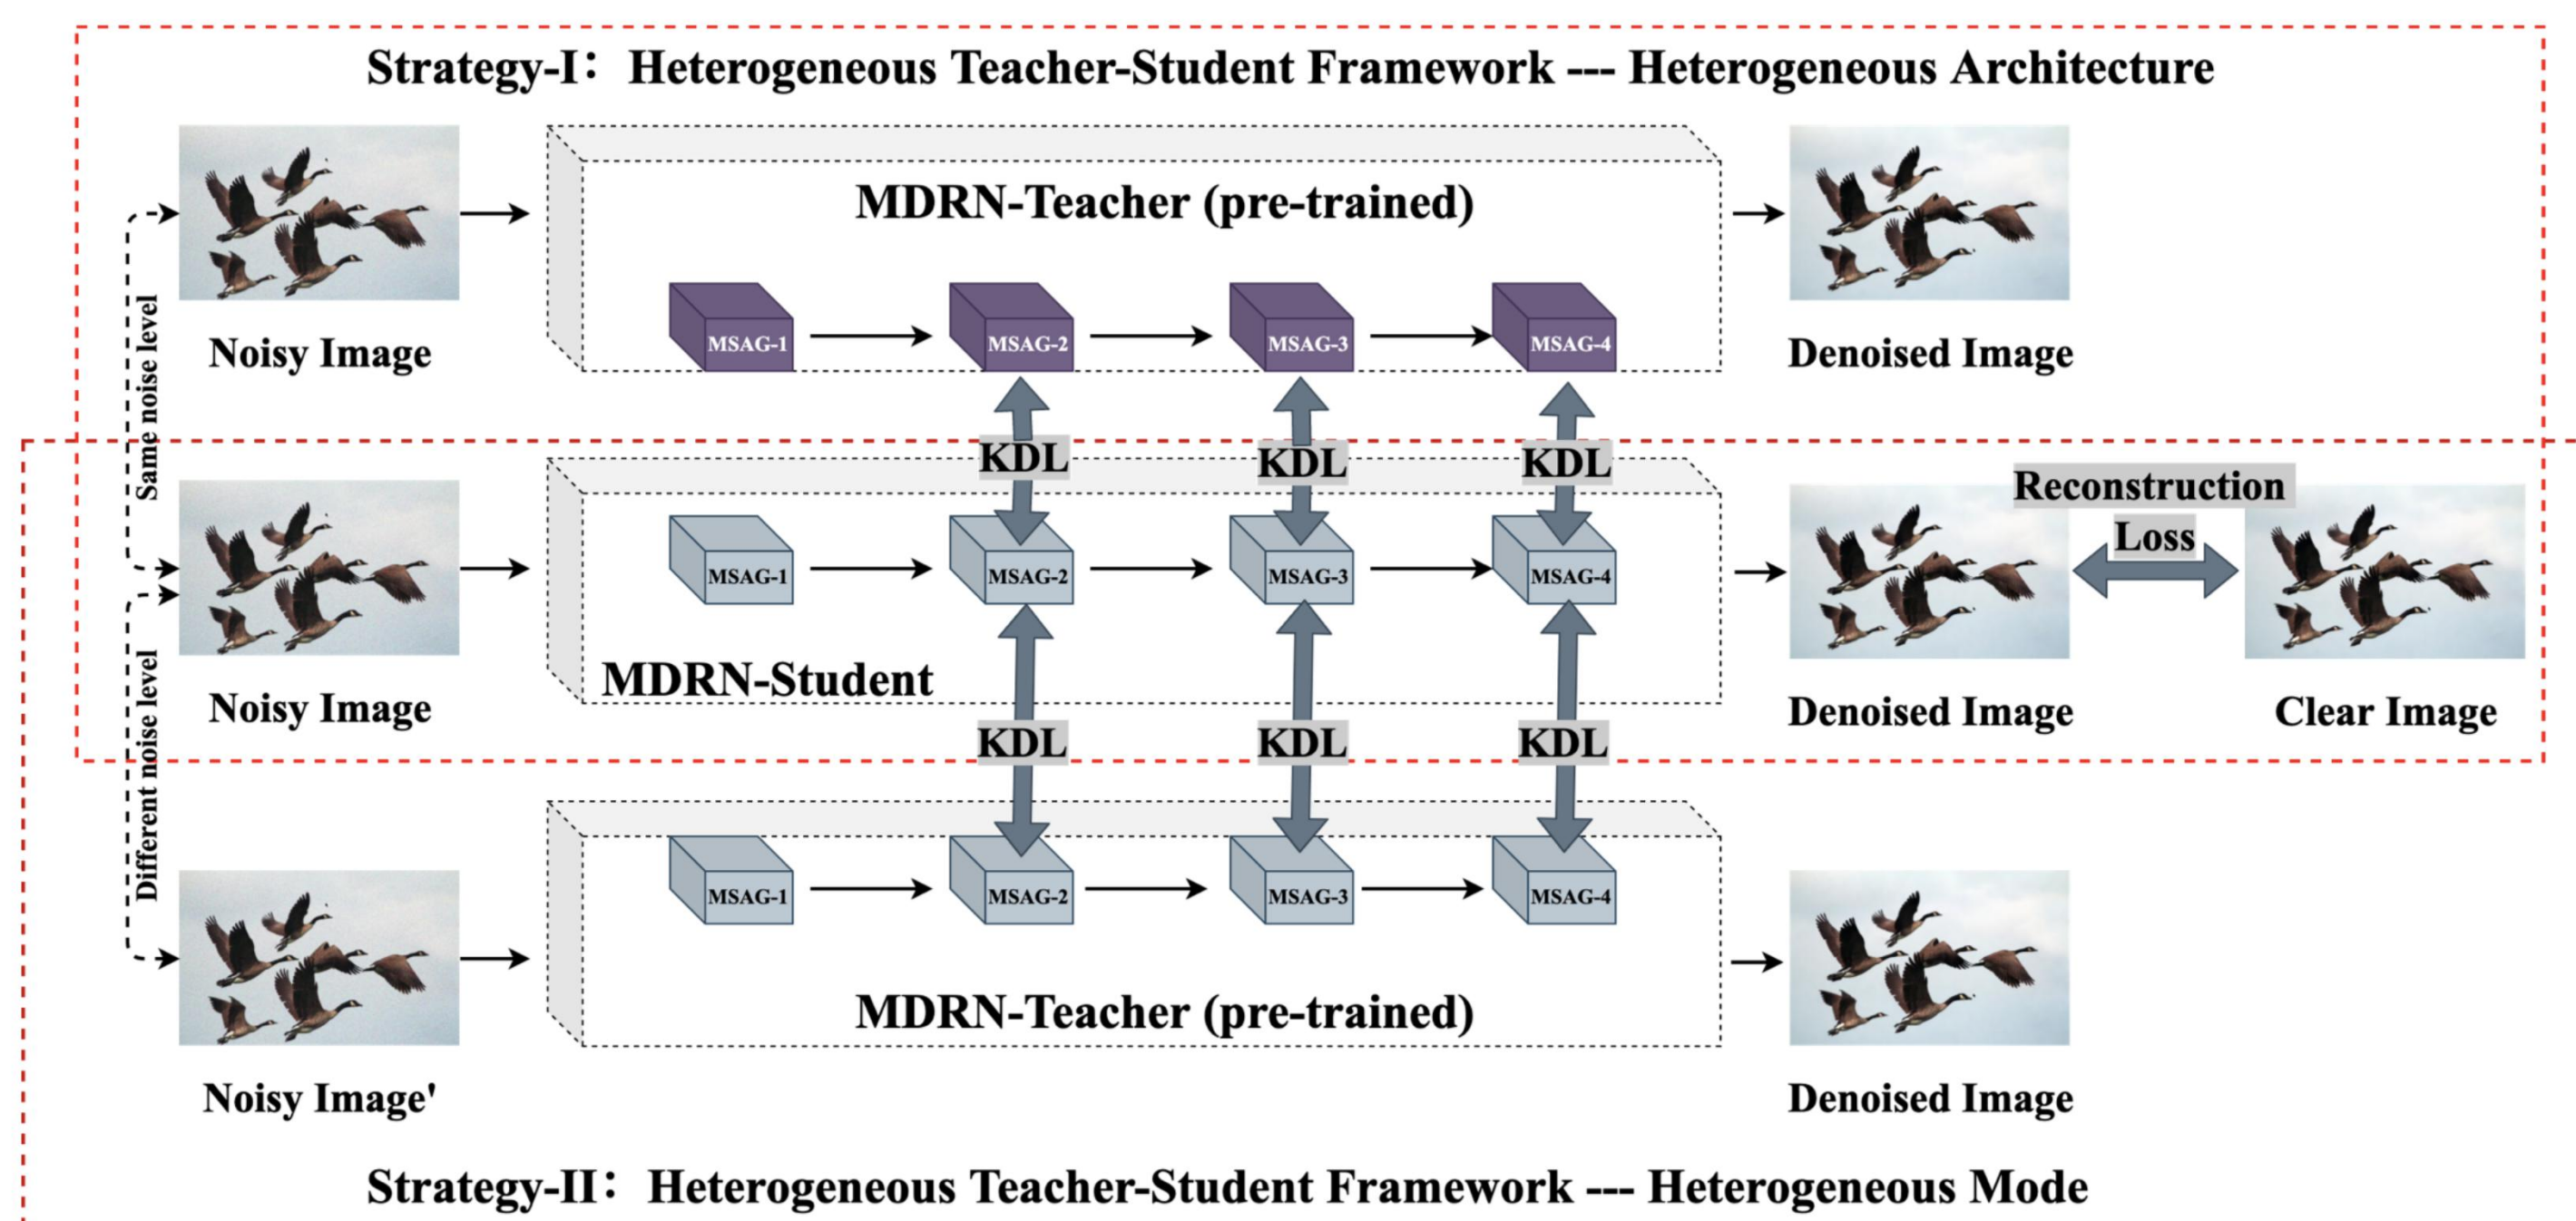 Strategy-I: Heterogeneous Teacher-Student Framework --- Heterogeneous Architecture
MDRN-Teacher (pre-trained)
MSAG-1
MSAG-2
MSAG-3
MSAG-4
Noisy Image
Denoised Image
Same noise level
KDL
KDL
KDL
Reconstruction
Loss
MSAG-1
MSAG-2
MSAG-3
MSAG-4
MDRN-Student
Noisy Image
Denoised Image
Clear Image
Different noise level
KDL
KDL
KDL
MSAG-1
MSAG-2
MSAG-3
MSAG-4
MDRN-Teacher (pre-trained)
Noisy Image'
Denoised Image
Strategy-II: Heterogeneous Teacher-Student Framework --- Heterogeneous Mode